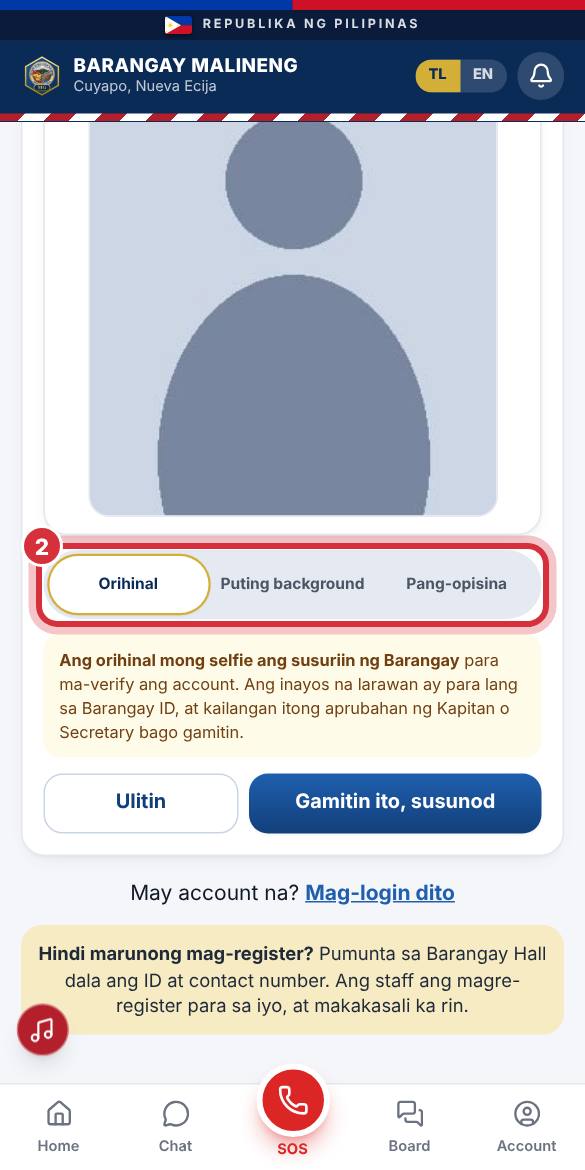 REPUBLIKA NG PILIPINAS
BARANGAY MALINENG
Cuyapo, Nueva Ecija
TL EN
2
Orihinal Puting background Pang-opisina
Ang orihinal mong selfie ang susuriin ng Barangay para
ma-verify ang account. Ang inayos na larawan ay para lang
sa Barangay ID, at kailangan itong aprubahan ng Kapitan o
Secretary bago gamitin.
Ulitin Gamitin ito, susunod
May account na? Mag-login dito
Hindi marunong mag-register? Pumunta sa Barangay Hall
dala ang ID at contact number. Ang staff ang magre-
register para sa iyo, at makakasali ka rin.
Home Chat SOS Board Account